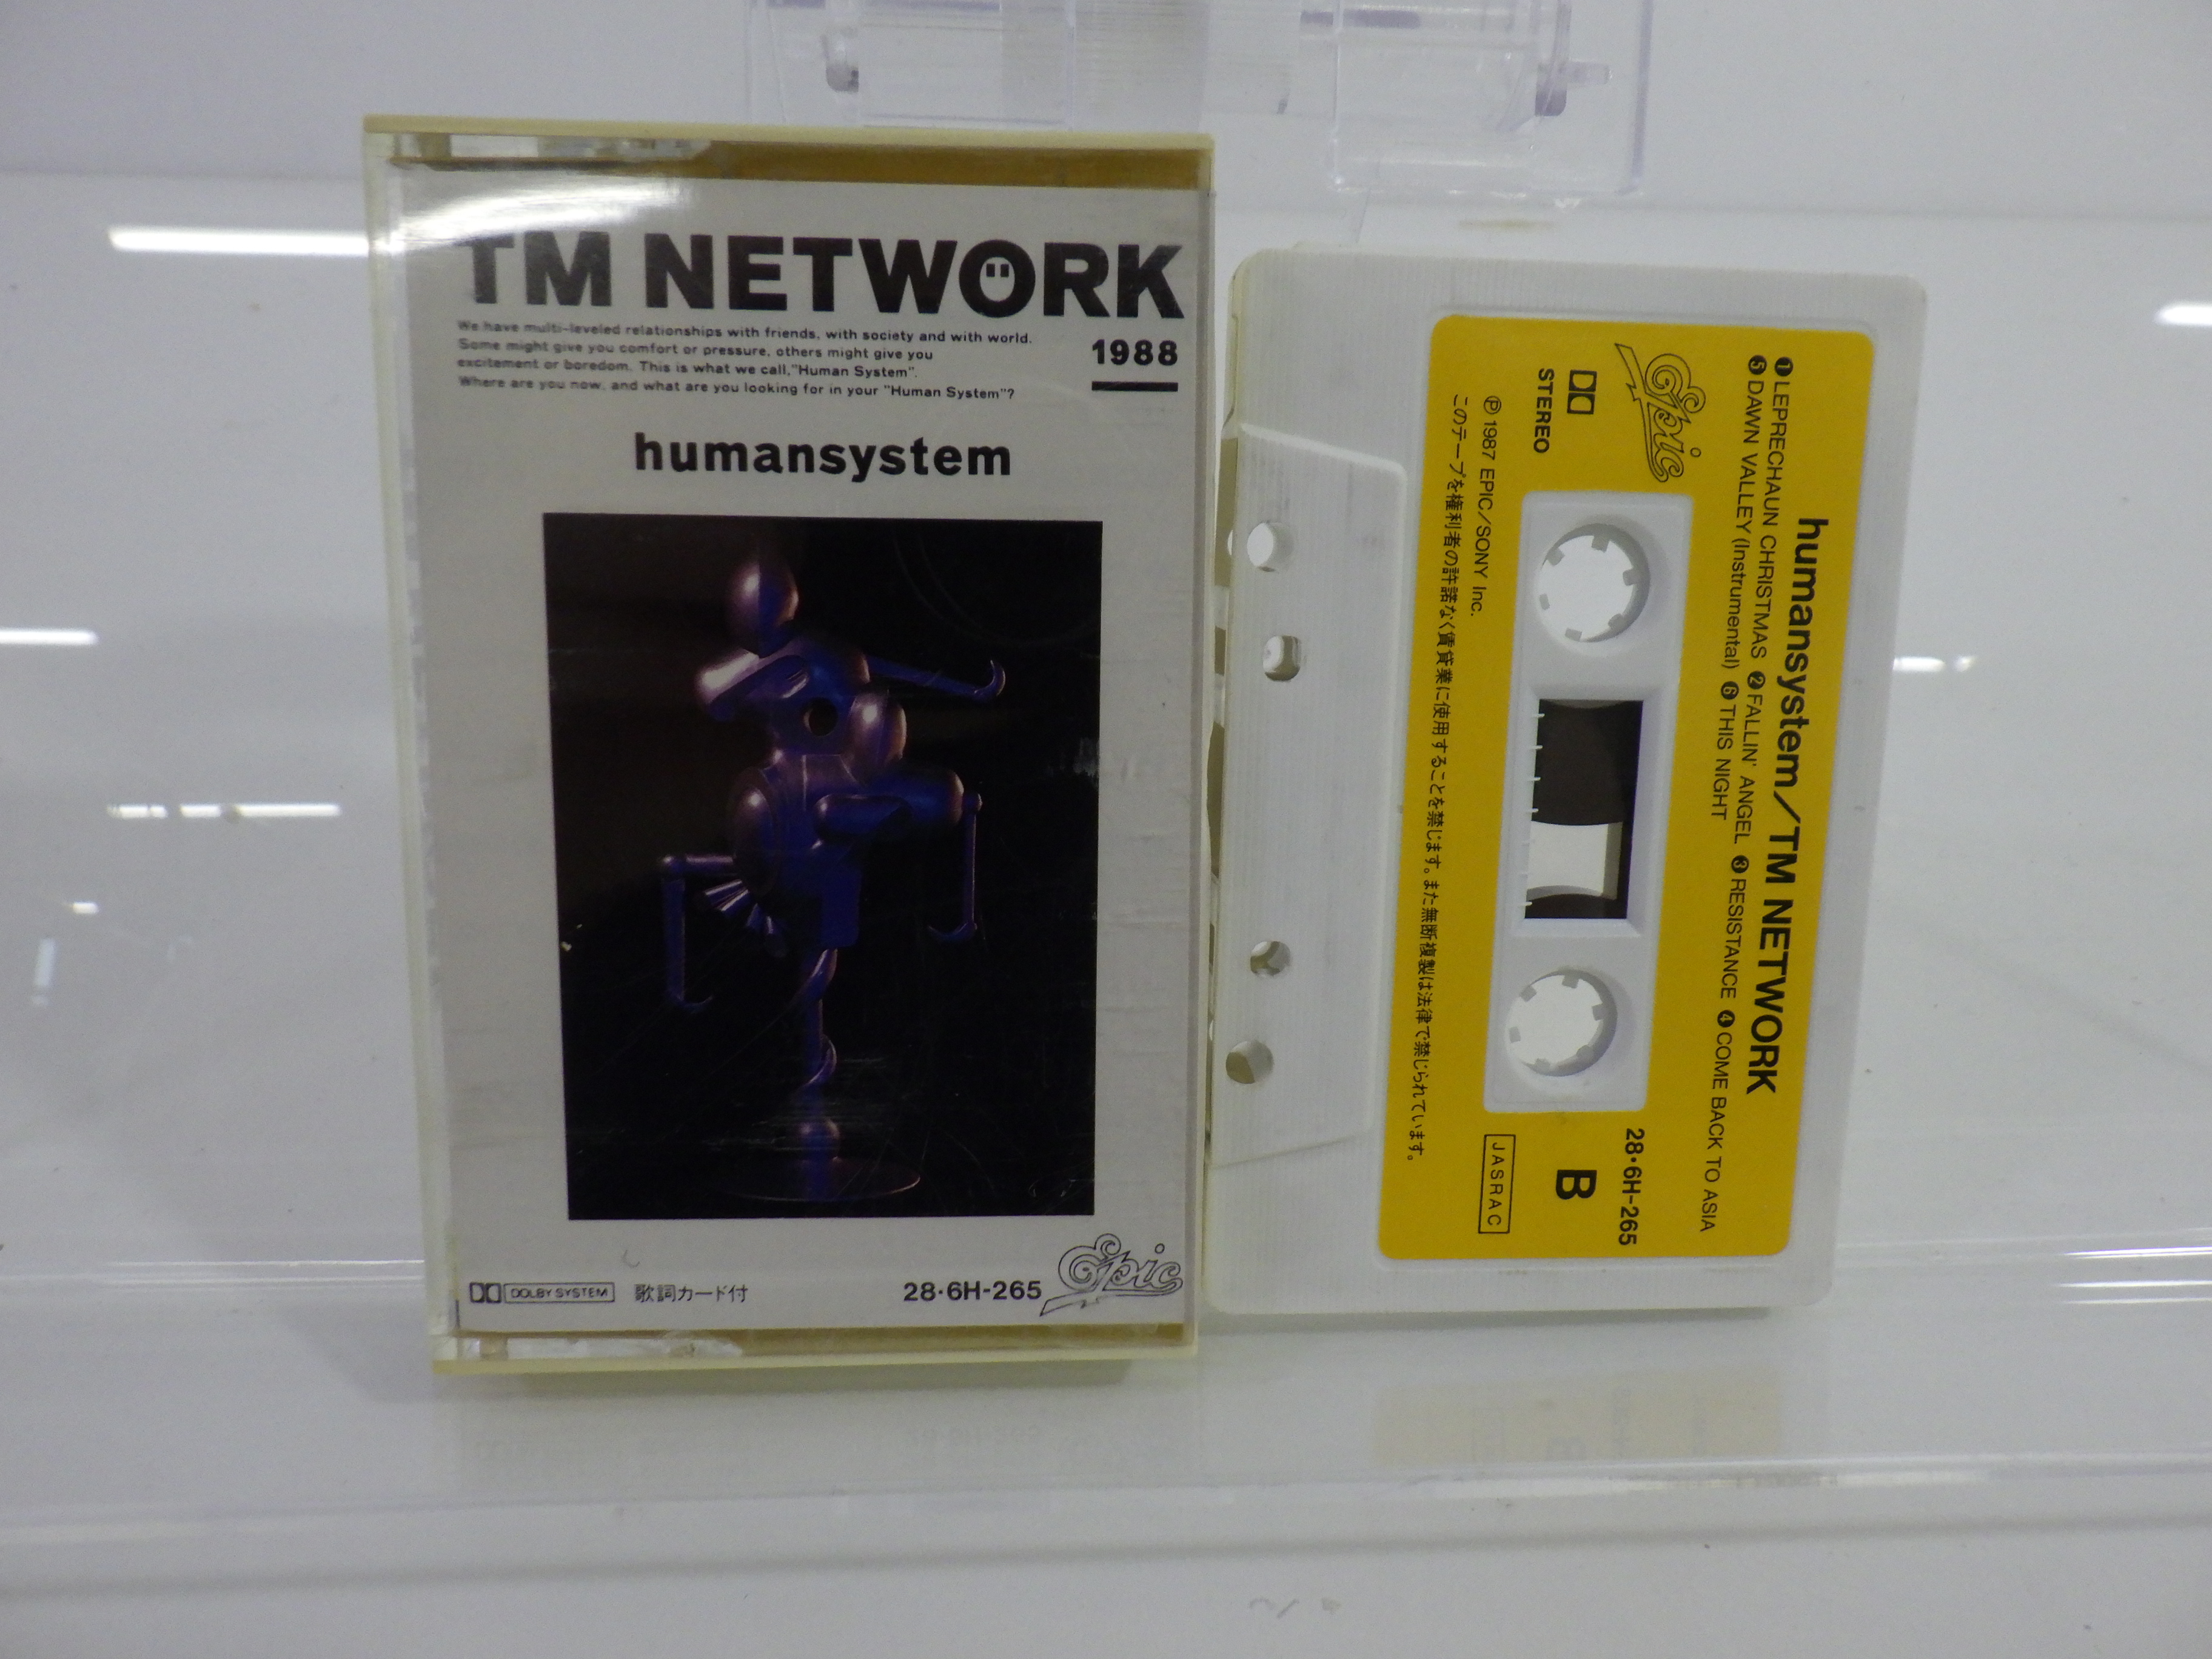 TM NETWORK
We have multi-leveled relationships with friends, with society and with world.
Some might give you comfort or pressure, others might give you
excitement or boredom. This is what we call,"Human System".
Where are you now, and what are you looking for in your "Human System"?
1988
humansystem
DOLBY SYSTEM 歌詞カード付 28・6H-265 Epic
humansystem/TM NETWORK
❶ LEPRECHAUN CHRISTMAS ❷ FALLIN' ANGEL ❸ RESISTANCE ❹ COME BACK TO ASIA
❺ DAWN VALLEY (Instrumental) ❻ THIS NIGHT
Epic
28・6H-265
STEREO
B
JASRAC
Ⓟ 1987 EPIC/SONY Inc.
このテープを権利者の許諾なく賃貸業に使用することを禁じます。また無断複製は法律で禁じられています。